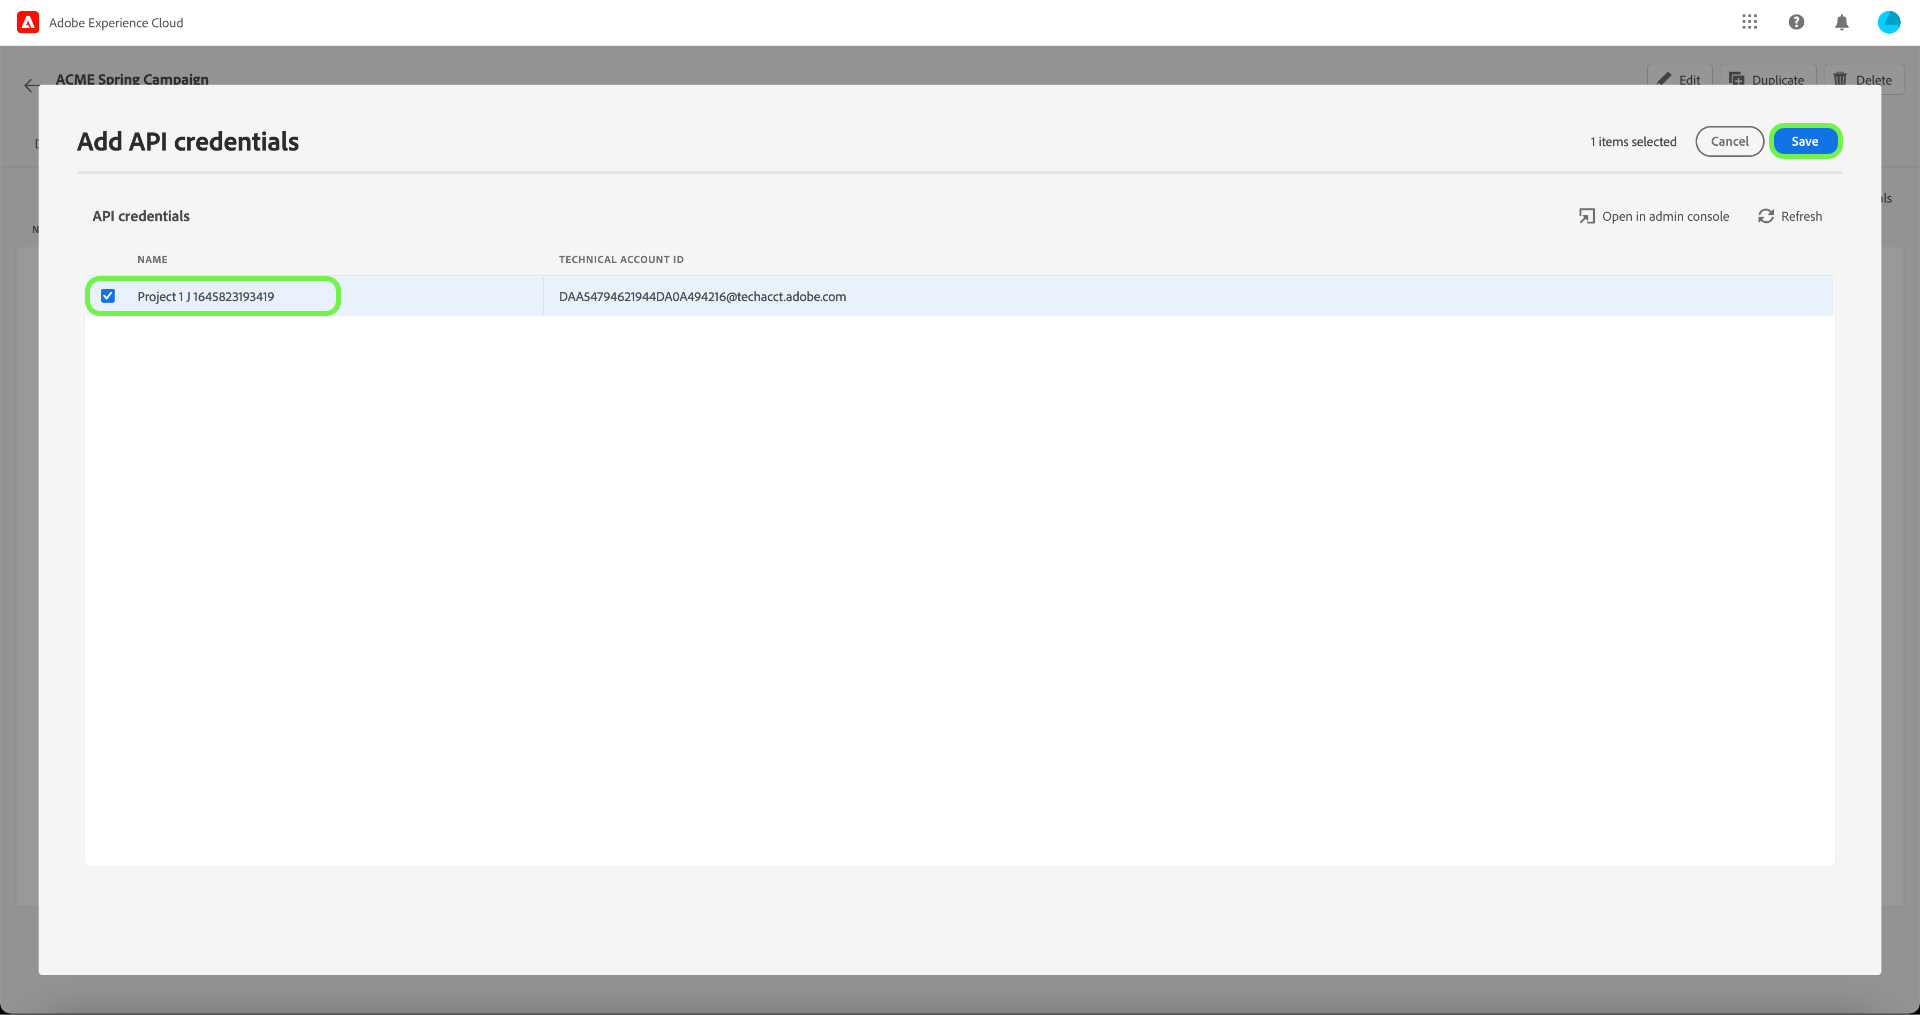 Adobe Experience Cloud
ACME Spring Campaign
Edit
Duplicate
Delete
Add API credentials
1 items selected
Cancel
Save
API credentials
Open in admin console
Refresh
NAME
TECHNICAL ACCOUNT ID
Project 1 J 1645823193419
DAA54794621944DA0A494216@techacct.adobe.com